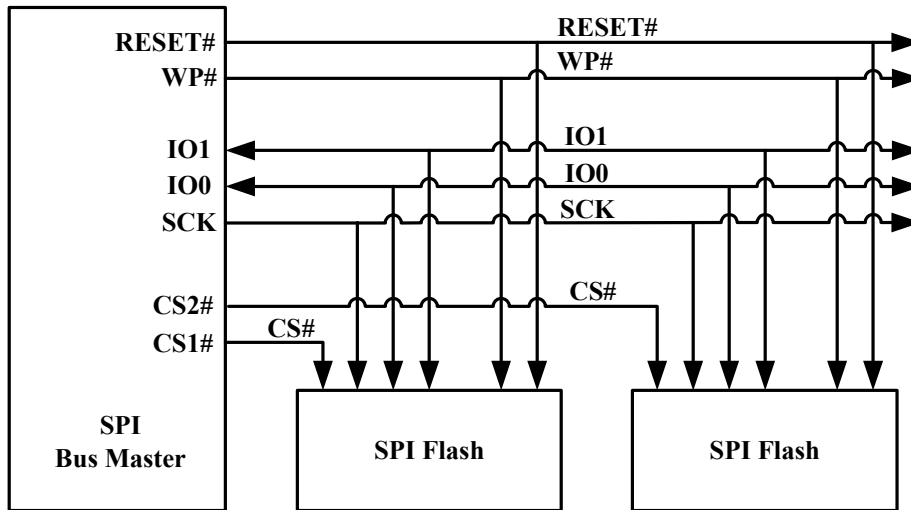 RESET#
RESET#
WP#
WP#
IO1
IO1
IO0
IO0
SCK
SCK
CS2#
CS#
CS1#
CS#
SPI
Bus Master
SPI Flash
SPI Flash